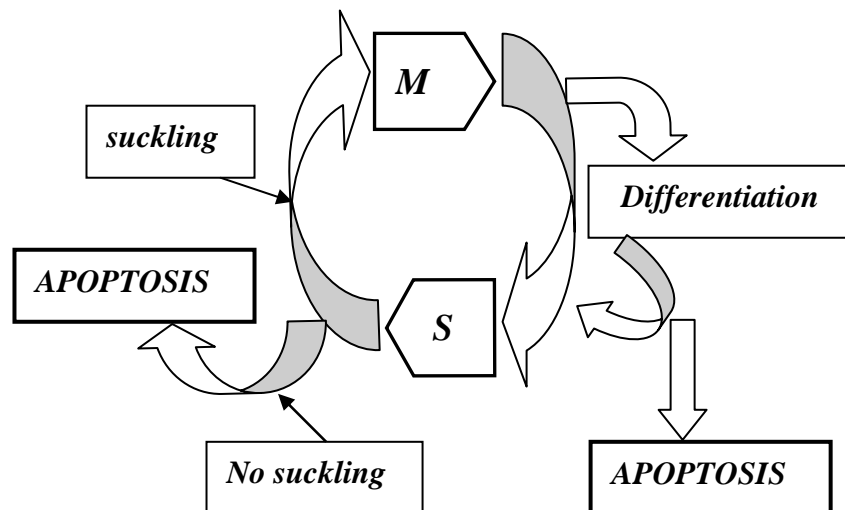 M
suckling
Differentiation
APOPTOSIS
S
No suckling
APOPTOSIS